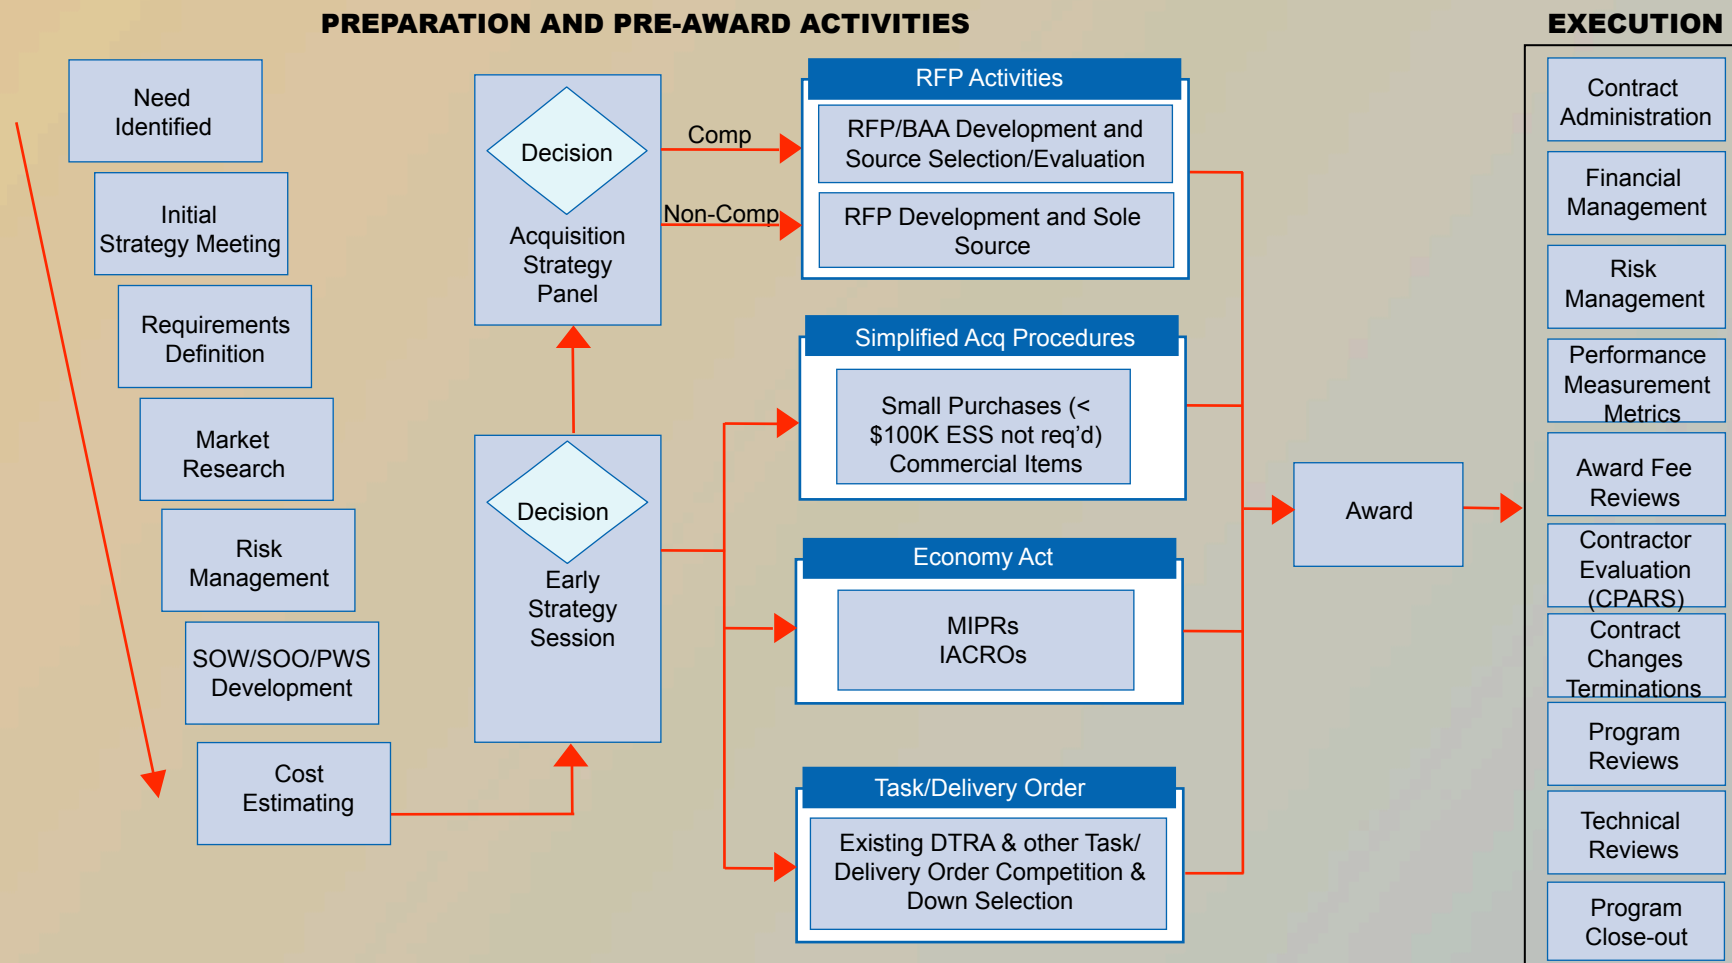 PREPARATION AND PRE-AWARD ACTIVITIES
EXECUTION
Need
Identified
Initial
Strategy Meeting
Requirements
Definition
Market
Research
Risk
Management
SOW/SOO/PWS
Development
Cost
Estimating
Decision
Acquisition
Strategy
Panel
Decision
Early
Strategy
Session
Comp
Non-Comp
RFP Activities
RFP/BAA Development and
Source Selection/Evaluation
RFP Development and Sole
Source
Simplified Acq Procedures
Small Purchases (<
$100K ESS not req’d)
Commercial Items
Economy Act
MIPRs
IACROs
Task/Delivery Order
Existing DTRA & other Task/
Delivery Order Competition &
Down Selection
Award
Contract
Administration
Financial
Management
Risk
Management
Performance
Measurement
Metrics
Award Fee
Reviews
Contractor
Evaluation
(CPARS)
Contract
Changes
Terminations
Program
Reviews
Technical
Reviews
Program
Close-out